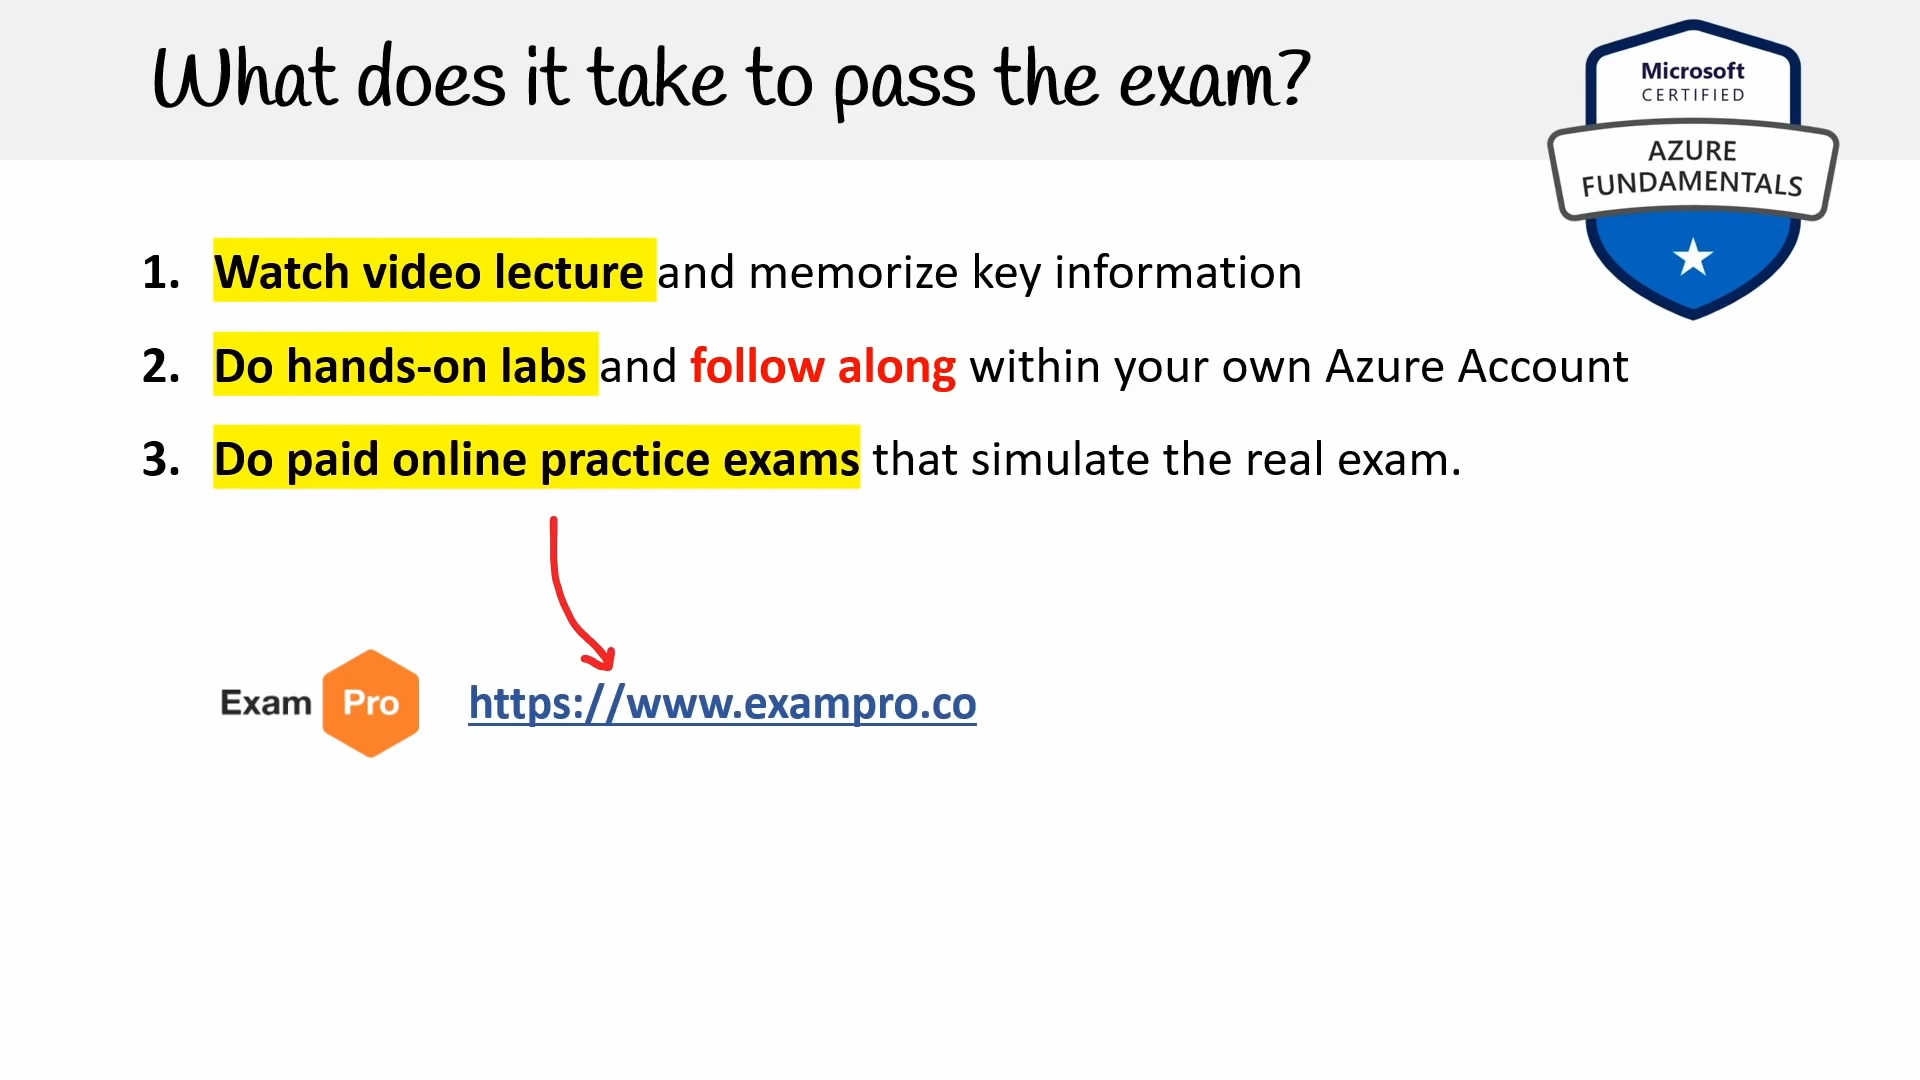 What does it take to pass the exam?
Microsoft
CERTIFIED
AZURE
FUNDAMENTALS
1. Watch video lecture and memorize key information
2. Do hands-on labs and follow along within your own Azure Account
3. Do paid online practice exams that simulate the real exam.
Exam Pro https://www.exampro.co